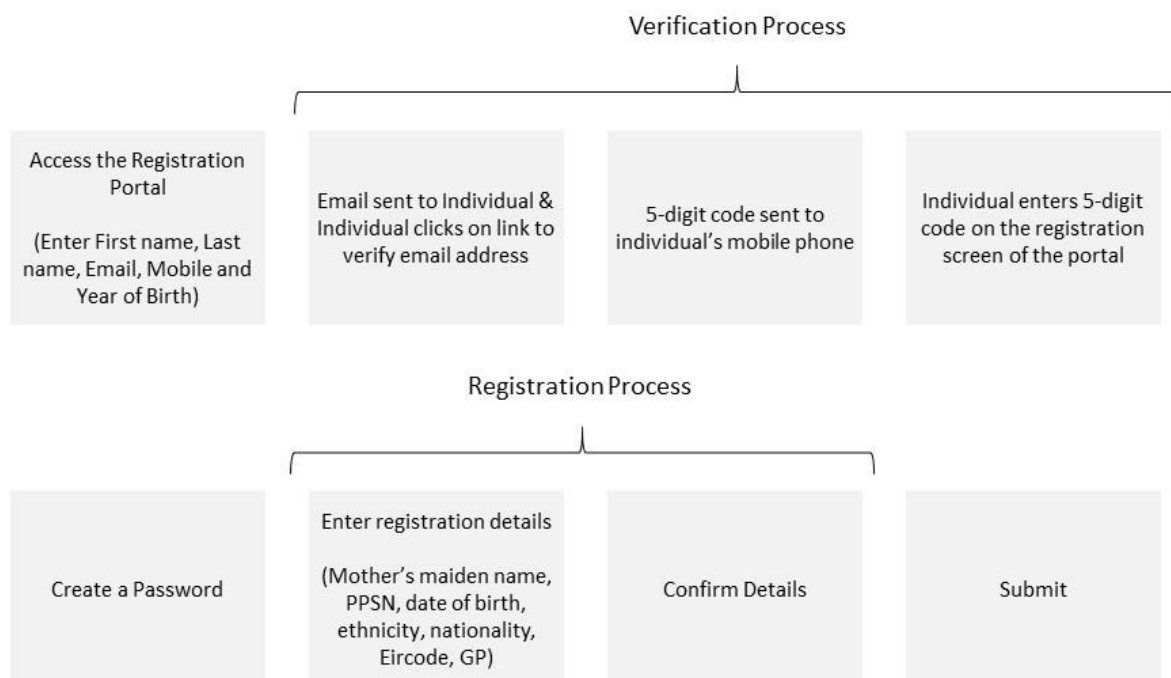 Verification Process
Access the Registration
Portal
(Enter First name, Last
name, Email, Mobile and
Year of Birth)
Email sent to Individual &
Individual clicks on link to
verify email address
5-digit code sent to
individual's mobile phone
Individual enters 5-digit
code on the registration
screen of the portal
Registration Process
Create a Password
Enter registration details
(Mother's maiden name,
PPSN, date of birth,
ethnicity, nationality,
Eircode, GP)
Confirm Details
Submit